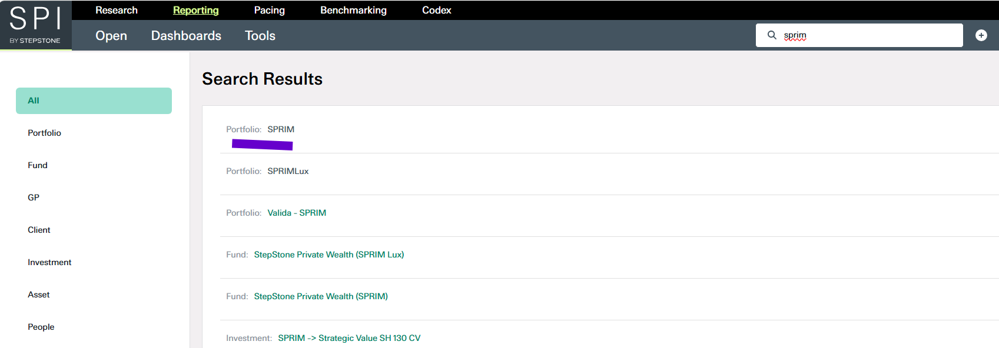 SPI
BY STEPSTONE
Research Reporting Pacing Benchmarking Codex
Open Dashboards Tools sprim
Search Results
All
Portfolio
Fund
GP
Client
Investment
Asset
People
Portfolio: SPRIM
Portfolio: SPRIMLux
Portfolio: Valida - SPRIM
Fund: StepStone Private Wealth (SPRIM Lux)
Fund: StepStone Private Wealth (SPRIM)
Investment: SPRIM -> Strategic Value SH 130 CV